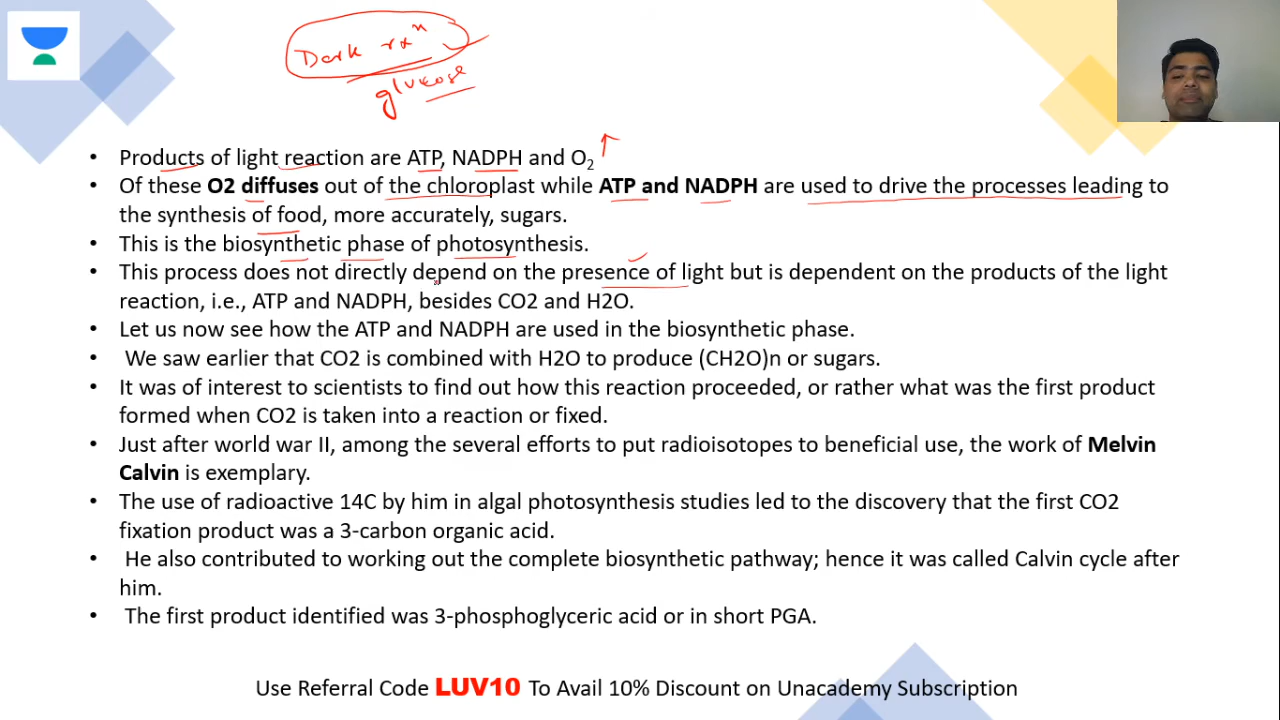 Dark rxⁿ
glucose
• Products of light reaction are ATP, NADPH and O₂ ↑
• Of these O2 diffuses out of the chloroplast while ATP and NADPH are used to drive the processes leading to
the synthesis of food, more accurately, sugars.
• This is the biosynthetic phase of photosynthesis.
• This process does not directly depend on the presence of light but is dependent on the products of the light
reaction, i.e., ATP and NADPH, besides CO2 and H2O.
• Let us now see how the ATP and NADPH are used in the biosynthetic phase.
• We saw earlier that CO2 is combined with H2O to produce (CH2O)n or sugars.
• It was of interest to scientists to find out how this reaction proceeded, or rather what was the first product
formed when CO2 is taken into a reaction or fixed.
• Just after world war II, among the several efforts to put radioisotopes to beneficial use, the work of Melvin
Calvin is exemplary.
• The use of radioactive 14C by him in algal photosynthesis studies led to the discovery that the first CO2
fixation product was a 3-carbon organic acid.
• He also contributed to working out the complete biosynthetic pathway; hence it was called Calvin cycle after
him.
• The first product identified was 3-phosphoglyceric acid or in short PGA.
Use Referral Code LUV10 To Avail 10% Discount on Unacademy Subscription